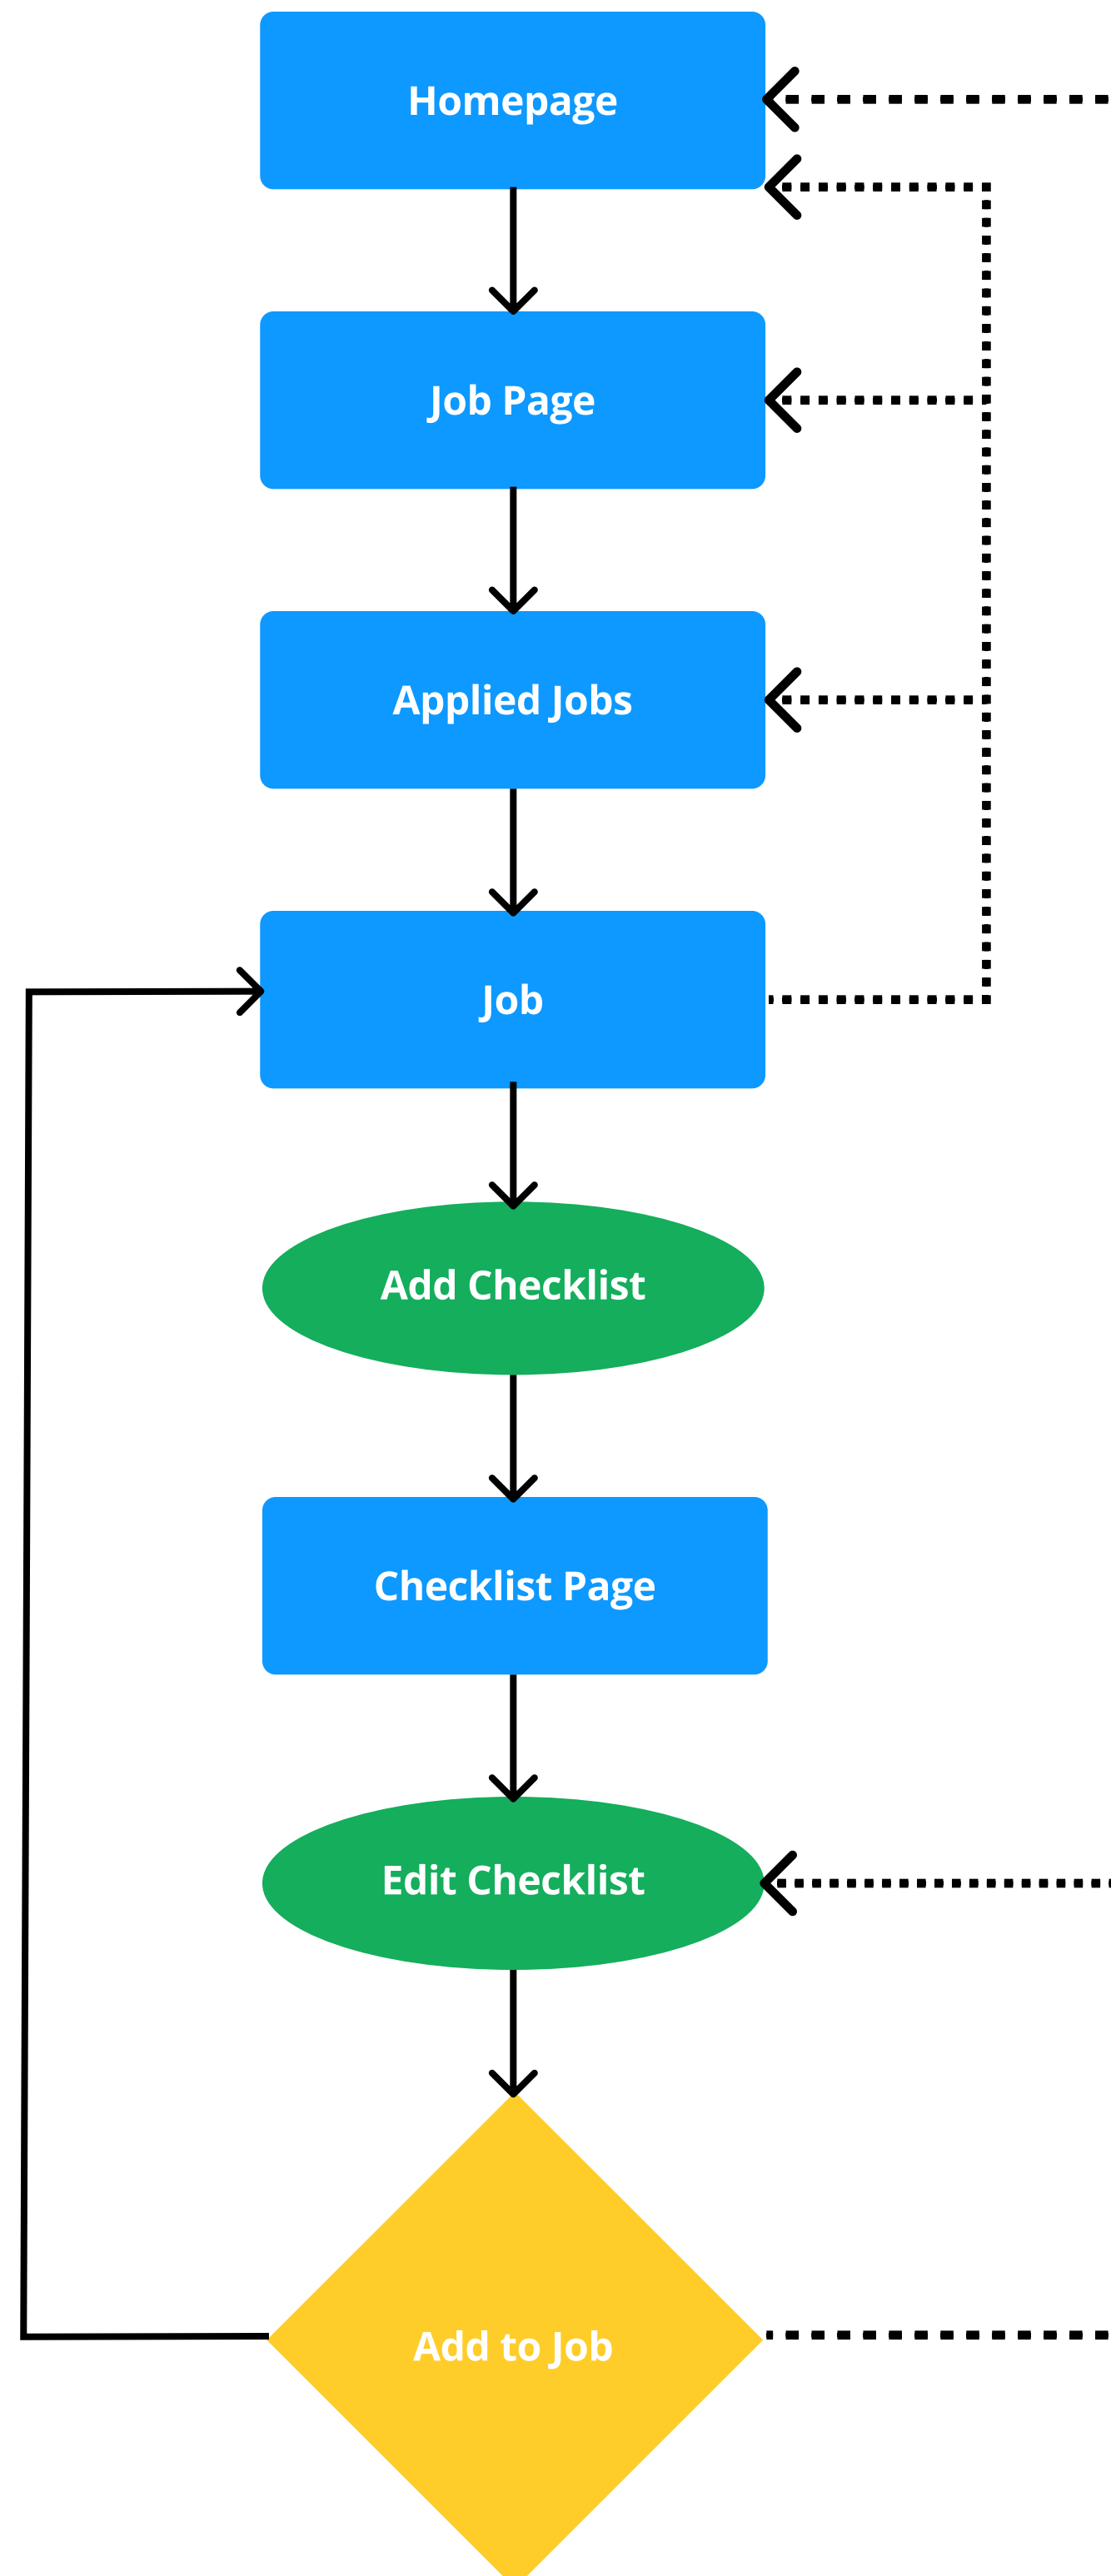 Homepage
Job Page
Applied Jobs
Job
Add Checklist
Checklist Page
Edit Checklist
Add to Job